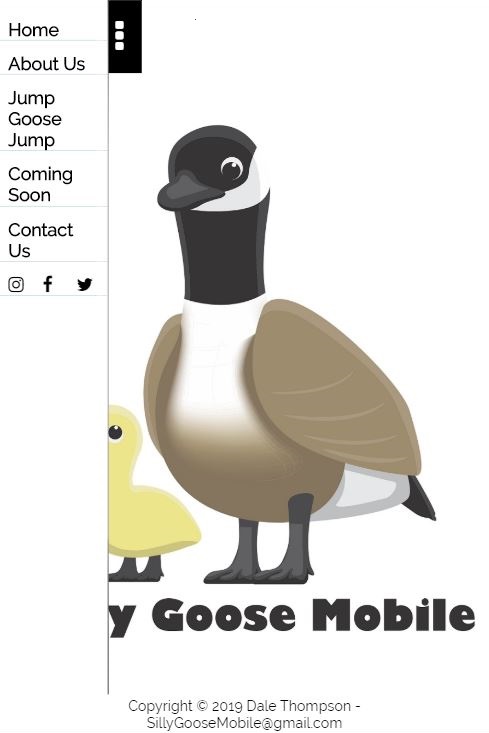 Home
About Us
Jump
Goose
Jump
Coming
Soon
Contact
Us
y Goose Mobile
Copyright © 2019 Dale Thompson -
SillyGooseMobile@gmail.com